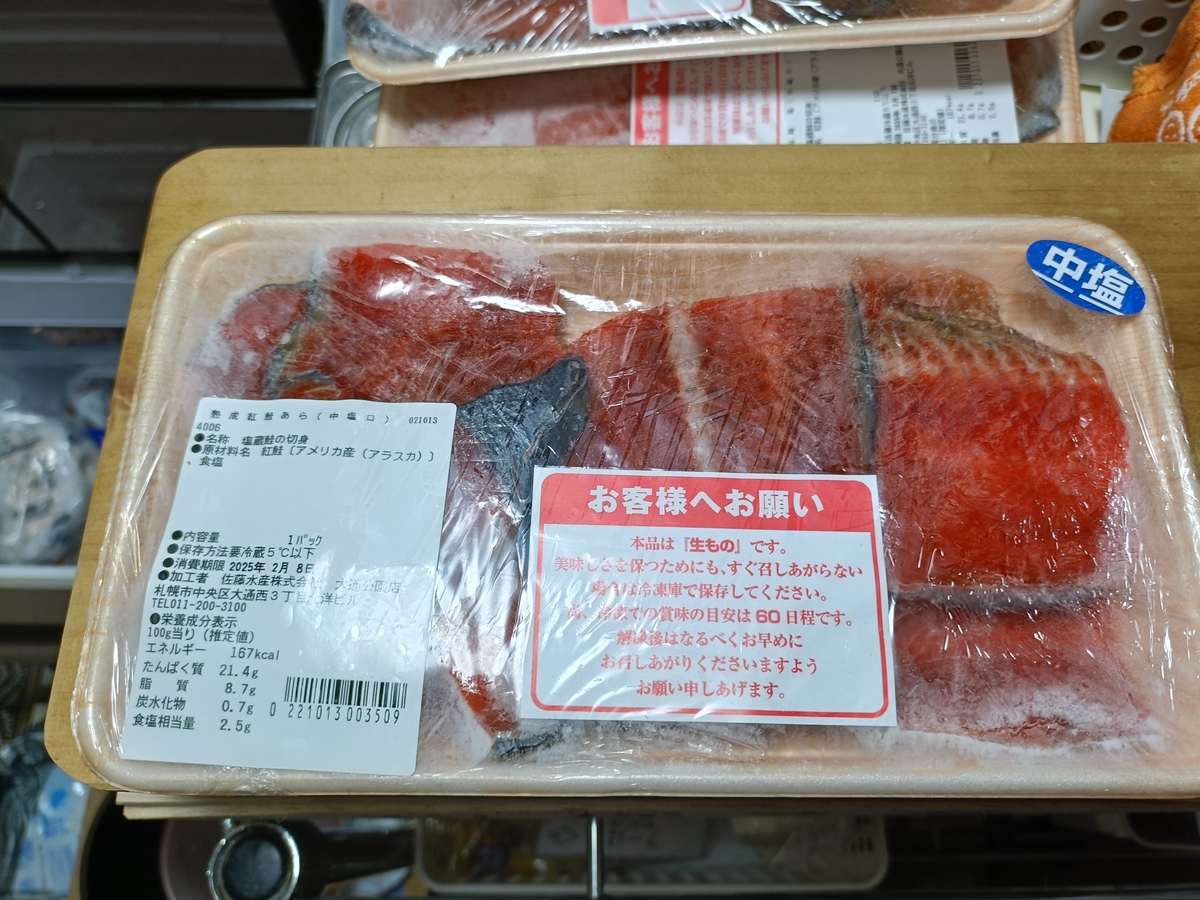 中塩
熟成紅鮭あら(中塩口) 021013
4006
●名称 塩蔵鮭の切身
●原材料名 紅鮭〔アメリカ産(アラスカ)〕
、食塩
●内容量 1パック
●保存方法要冷蔵5℃以下
●消費期限 2025年 2月 8日
●加工者 佐藤水産株式会社 大通公園店
札幌市中央区大通西3丁目 洋ビル
TEL011-200-3100
●栄養成分表示
100g当り(推定値)
エネルギー 167kcal
たんぱく質 21.4g
脂 質 8.7g
炭水化物 0.7g
食塩相当量 2.5g
0 221013 003509
お客様へお願い
本品は『生もの』です。
美味しさを保つためにも、すぐ召しあがらない
場合は冷凍庫で保存してください。
尚、冷凍での賞味の目安は60日程です。
解凍後はなるべくお早めに
お召しあがりくださいますよう
お願い申しあげます。